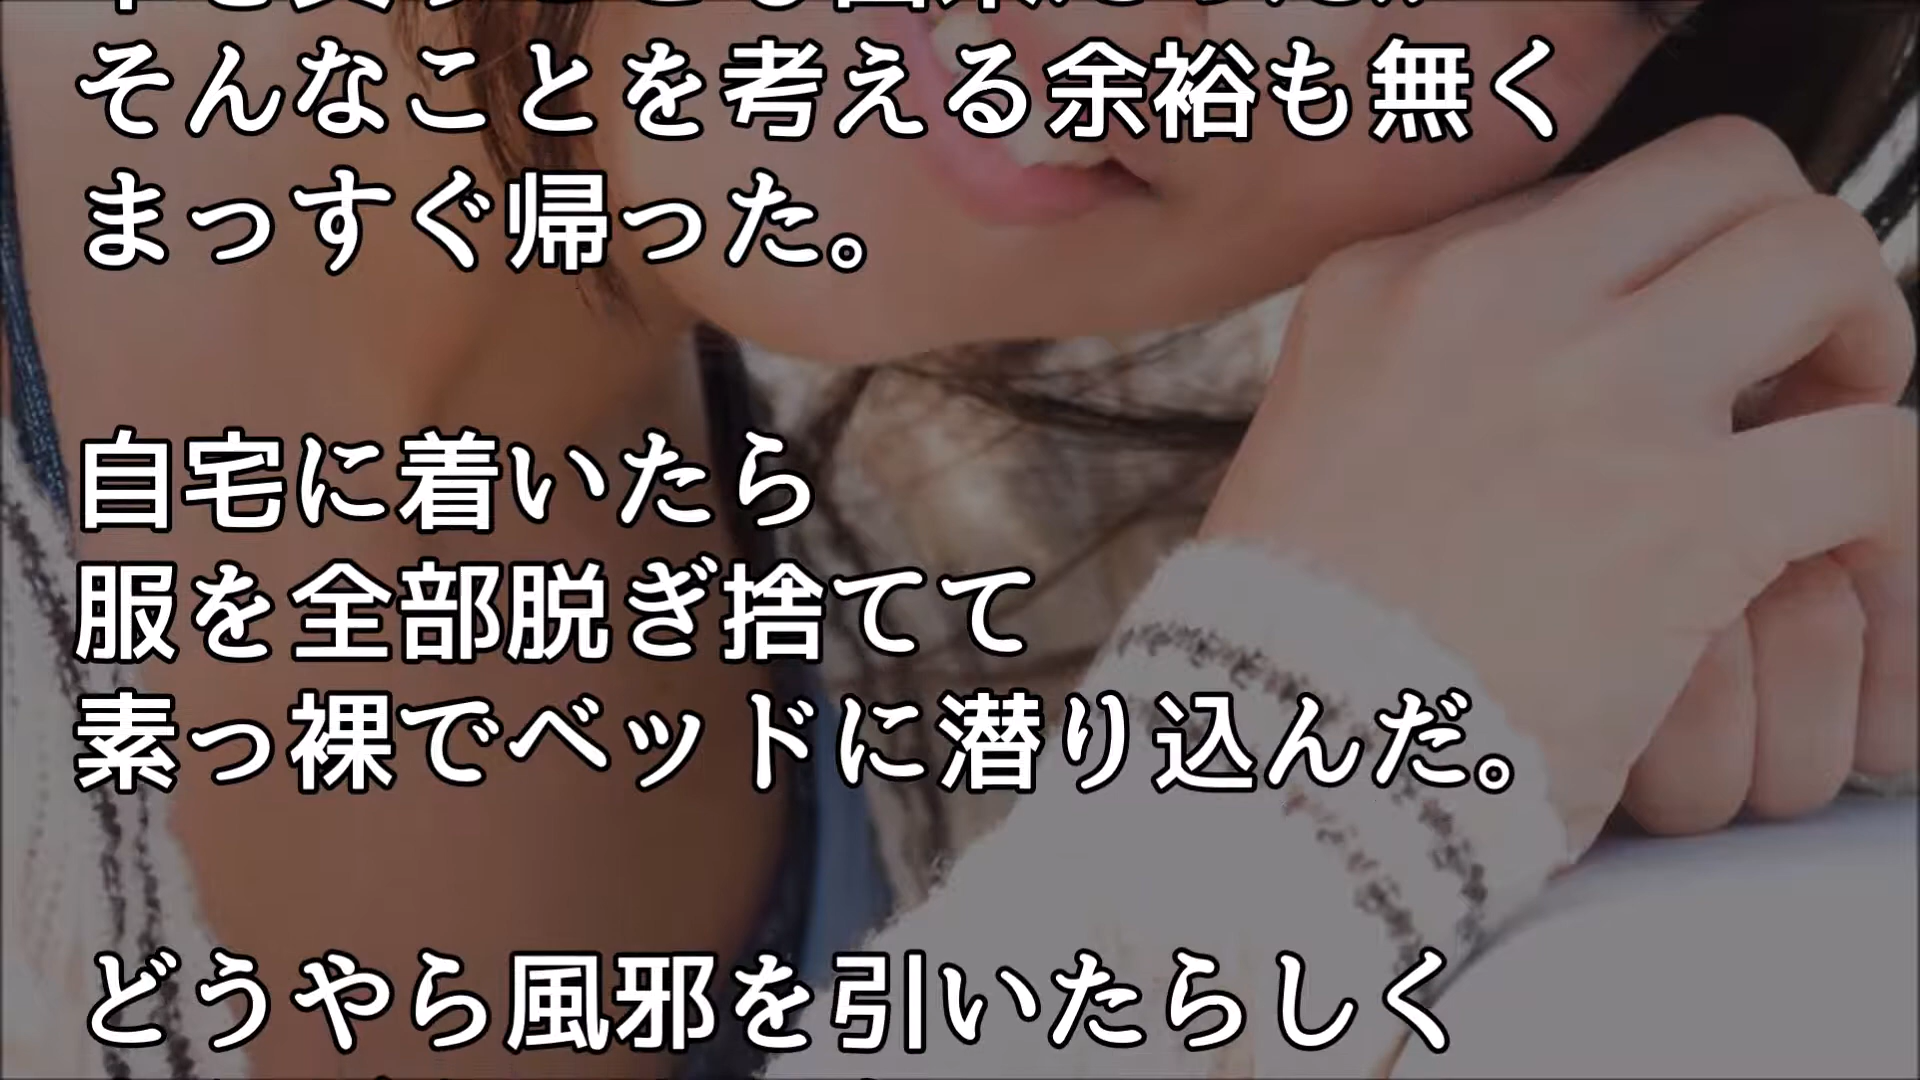 そんなことを考える余裕も無く
まっすぐ帰った。
自宅に着いたら
服を全部脱ぎ捨てて
素っ裸でベッドに潜り込んだ。
どうやら風邪を引いたらしく